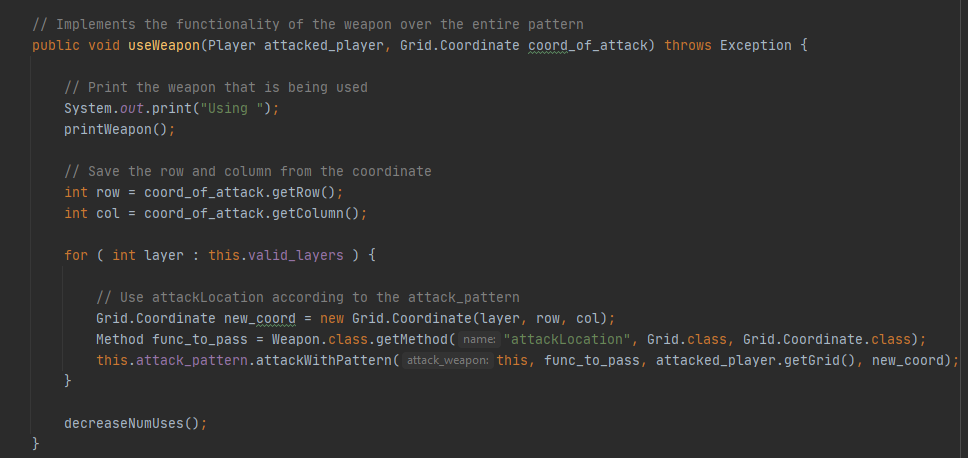 // Implements the functionality of the weapon over the entire pattern
public void useWeapon(Player attacked_player, Grid.Coordinate coord_of_attack) throws Exception {
// Print the weapon that is being used
System.out.print("Using ");
printWeapon();
// Save the row and column from the coordinate
int row = coord_of_attack.getRow();
int col = coord_of_attack.getColumn();
for ( int layer : this.valid_layers ) {
// Use attackLocation according to the attack_pattern
Grid.Coordinate new_coord = new Grid.Coordinate(layer, row, col);
Method func_to_pass = Weapon.class.getMethod( name: "attackLocation", Grid.class, Grid.Coordinate.class);
this.attack_pattern.attackWithPattern( attack_weapon: this, func_to_pass, attacked_player.getGrid(), new_coord);
}
decreaseNumUses();
}